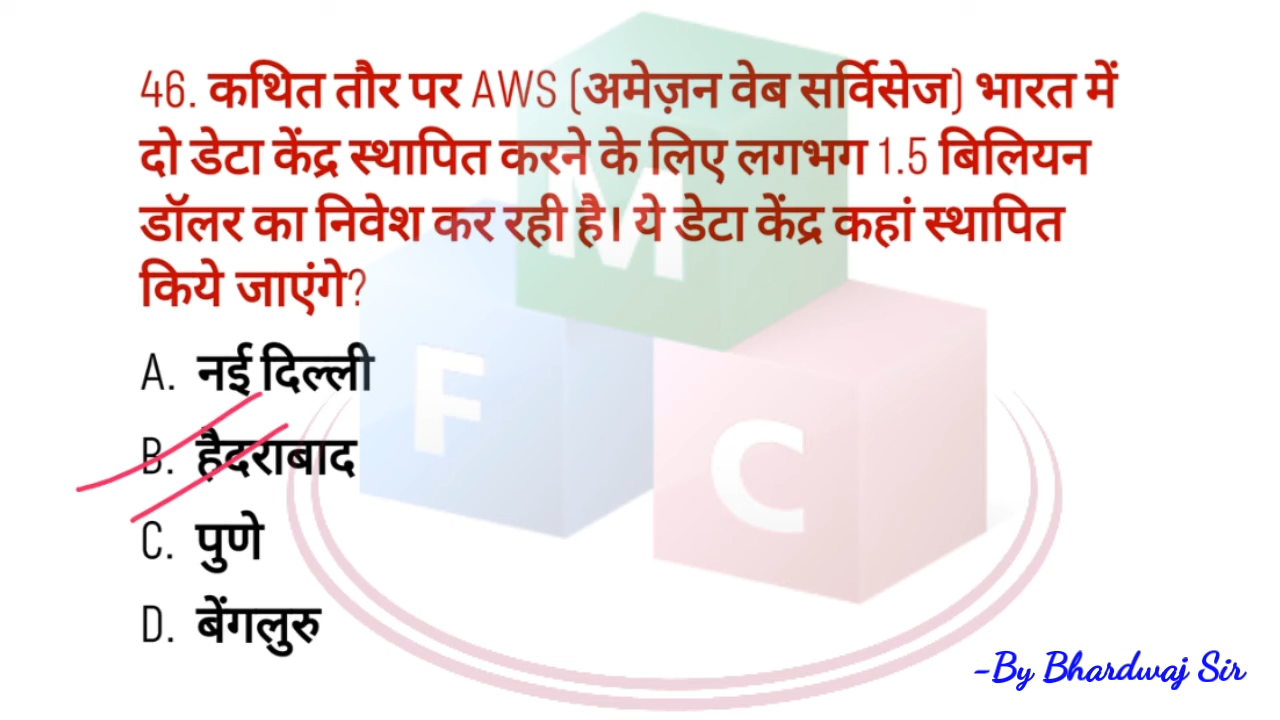 46. कथित तौर पर AWS (अमेज़न वेब सर्विसेज) भारत में
दो डेटा केंद्र स्थापित करने के लिए लगभग 1.5 बिलियन
डॉलर का निवेश कर रही है। ये डेटा केंद्र कहां स्थापित
किये जाएंगे?
A. नई दिल्ली
B. हैदराबाद
C. पुणे
D. बेंगलुरु
M
F
C
-By Bhardwaj Sir